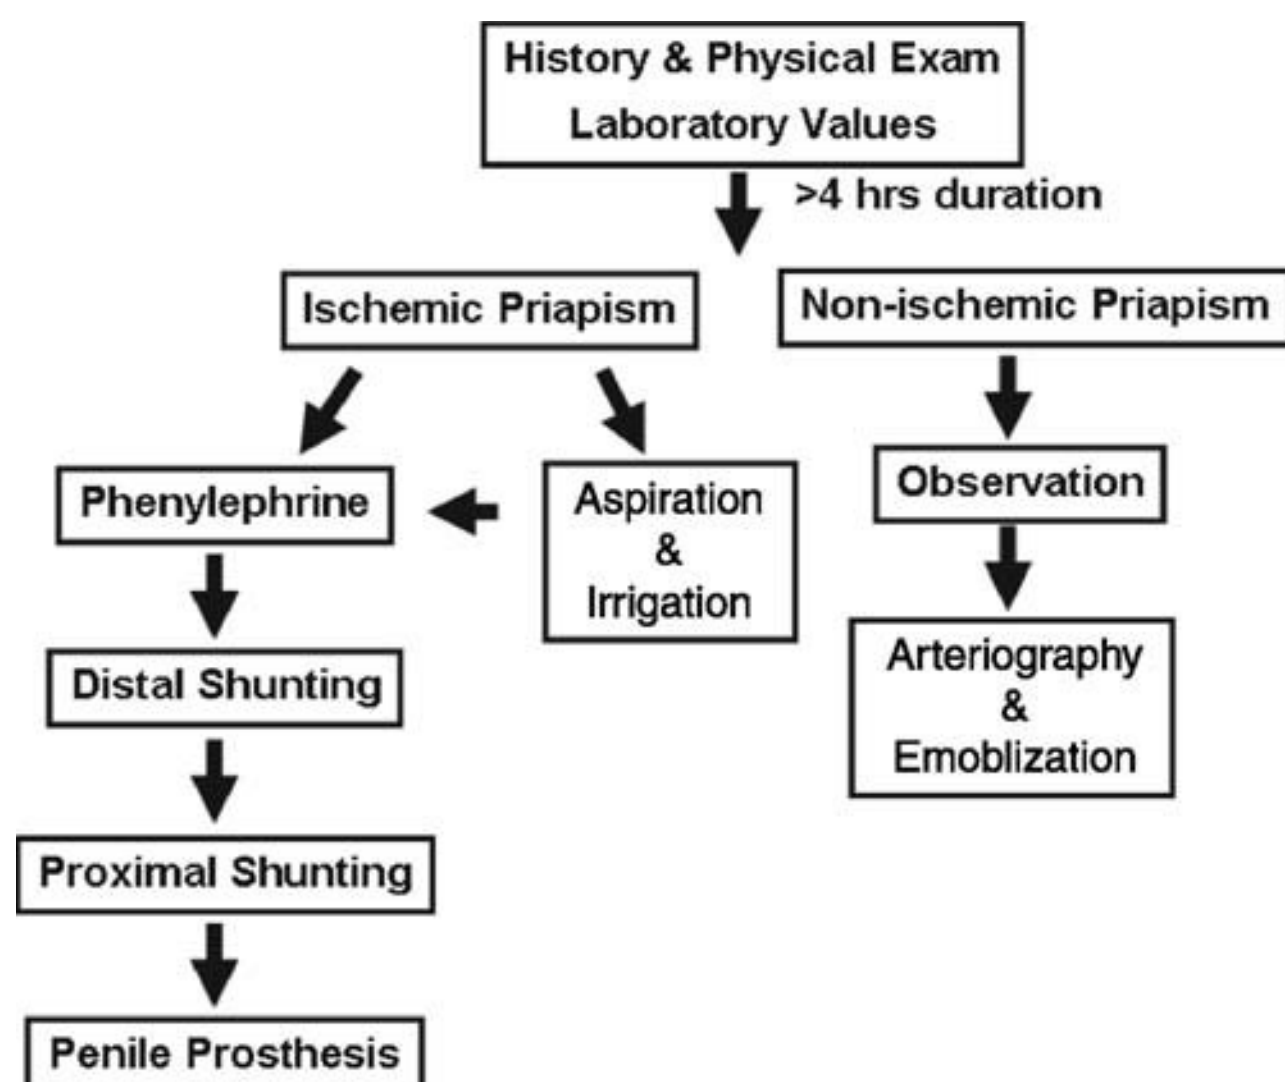 History & Physical Exam
Laboratory Values
>4 hrs duration
Ischemic Priapism
Non-ischemic Priapism
Phenylephrine
Aspiration
&
Irrigation
Observation
Distal Shunting
Arteriography
&
Emoblization
Proximal Shunting
Penile Prosthesis